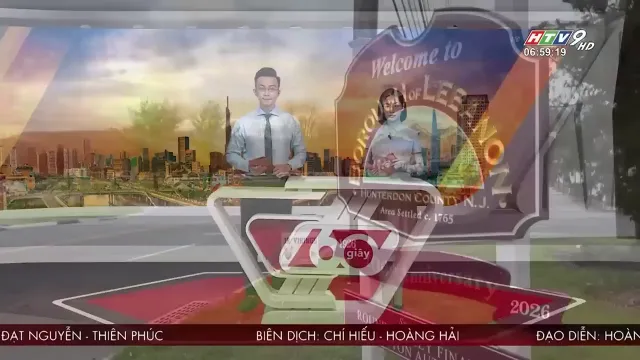 HTV9 HD
06:59:19
Welcome to
BOROUGH OF LEBANON
HUNTERDON COUNTY, N.J.
Area Settled c. 1765
60
giây
Anniversary
2026
ĐẠT NGUYỄN - THIÊN PHÚC
BIÊN DỊCH: CHÍ HIẾU - HOÀNG HẢI
ĐẠO DIỄN: HOÀN